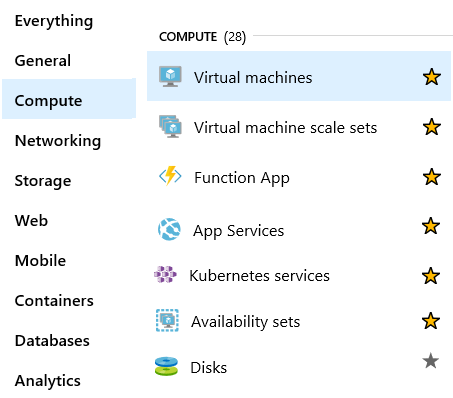 Everything
General
Compute
Networking
Storage
Web
Mobile
Containers
Databases
Analytics
COMPUTE (28)
Virtual machines
Virtual machine scale sets
Function App
App Services
Kubernetes services
Availability sets
Disks